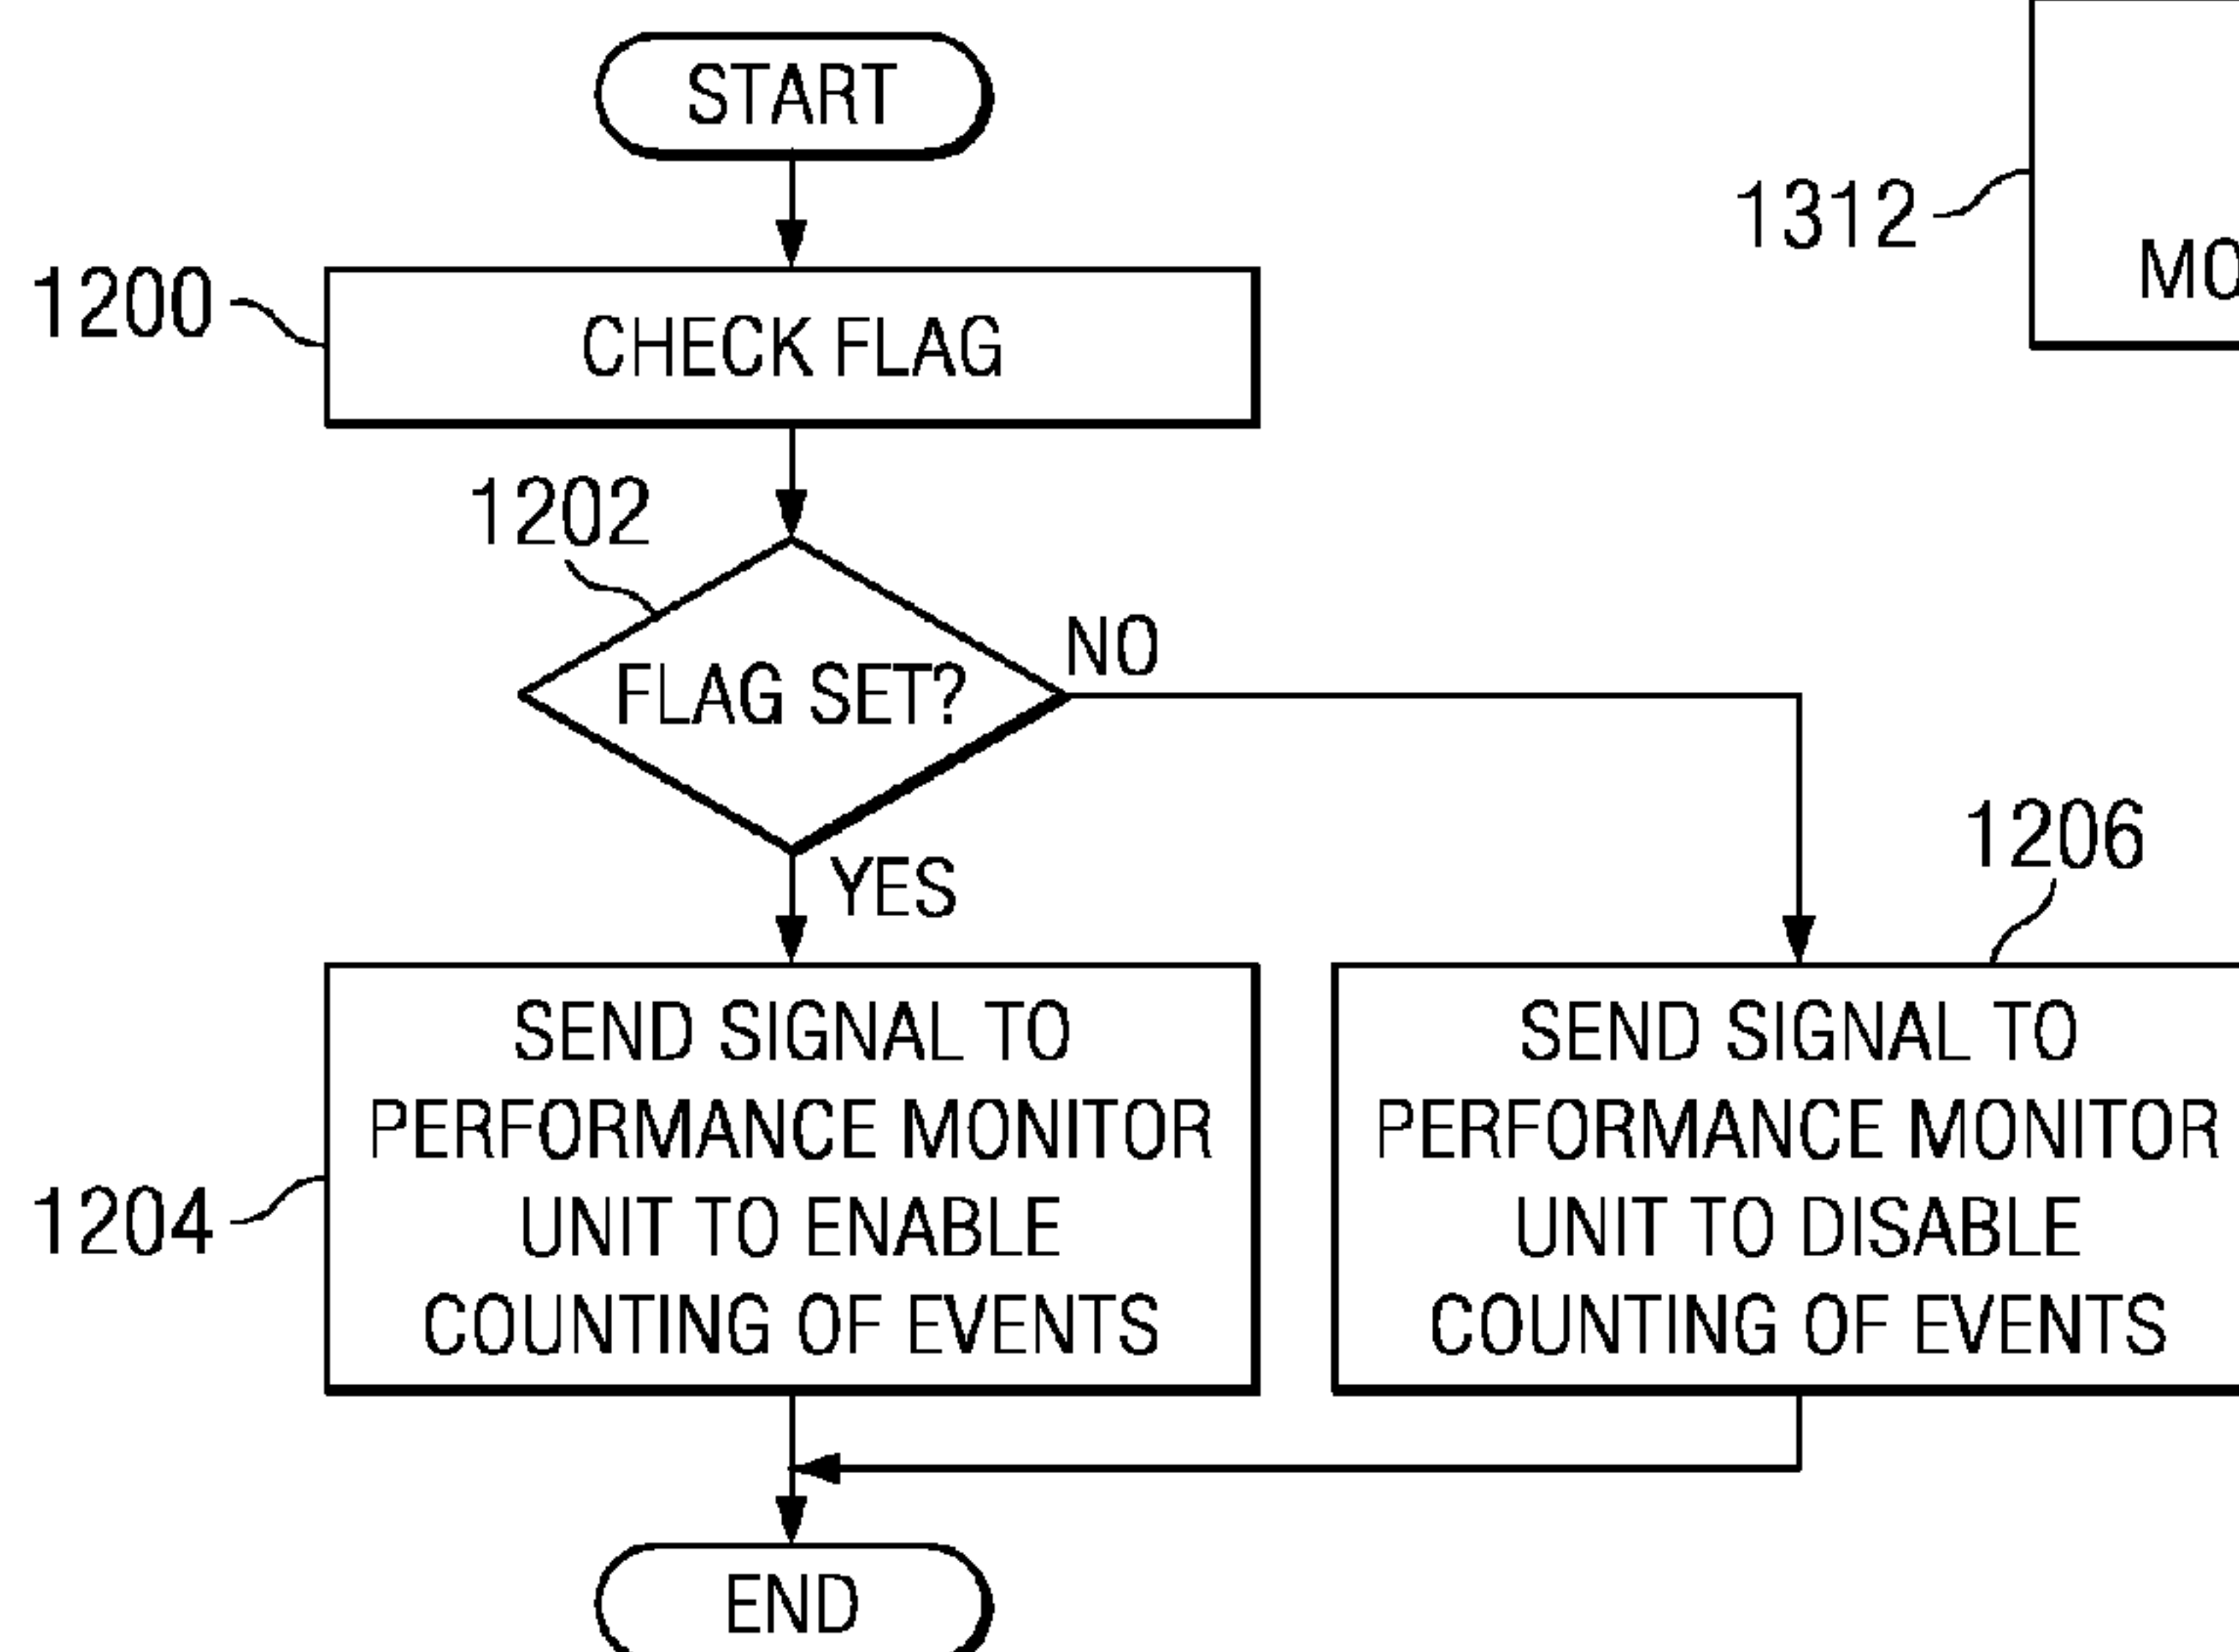 START
1312
1200
CHECK FLAG
1202
FLAG SET?
NO
YES
1206
SEND SIGNAL TO
PERFORMANCE MONITOR
UNIT TO ENABLE
COUNTING OF EVENTS
1204
SEND SIGNAL TO
PERFORMANCE MONITOR
UNIT TO DISABLE
COUNTING OF EVENTS
END